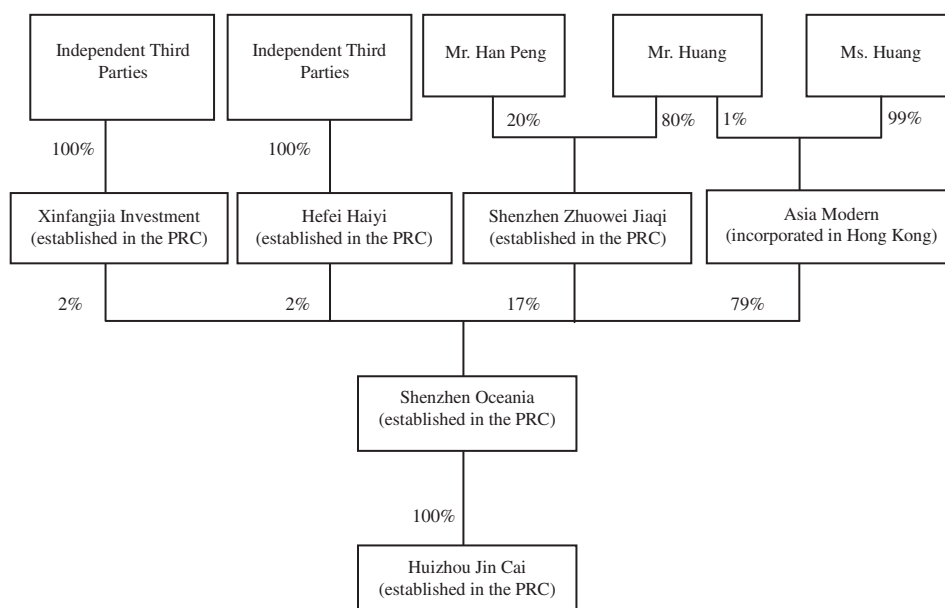 Independent Third
Parties
Independent Third
Parties
Mr. Han Peng
Mr. Huang
Ms. Huang
100%
100%
20%
80%
1%
99%
Xinfangjia Investment
(established in the PRC)
Hefei Haiyi
(established in the PRC)
Shenzhen Zhuowei Jiaqi
(established in the PRC)
Asia Modern
(incorporated in Hong Kong)
2%
2%
17%
79%
Shenzhen Oceania
(established in the PRC)
100%
Huizhou Jin Cai
(established in the PRC)